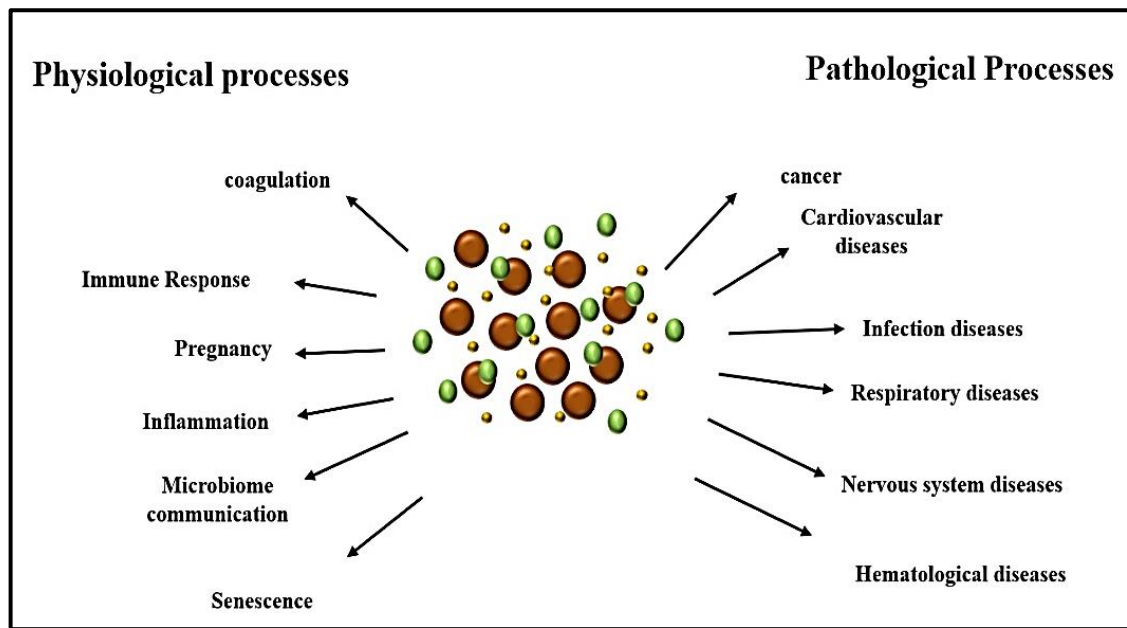 Physiological processes
coagulation
Immune Response
Pregnancy
Inflammation
Microbiome
communication
Senescence
Pathological Processes
cancer
Cardiovascular
diseases
Infection diseases
Respiratory diseases
Nervous system diseases
Hematological diseases